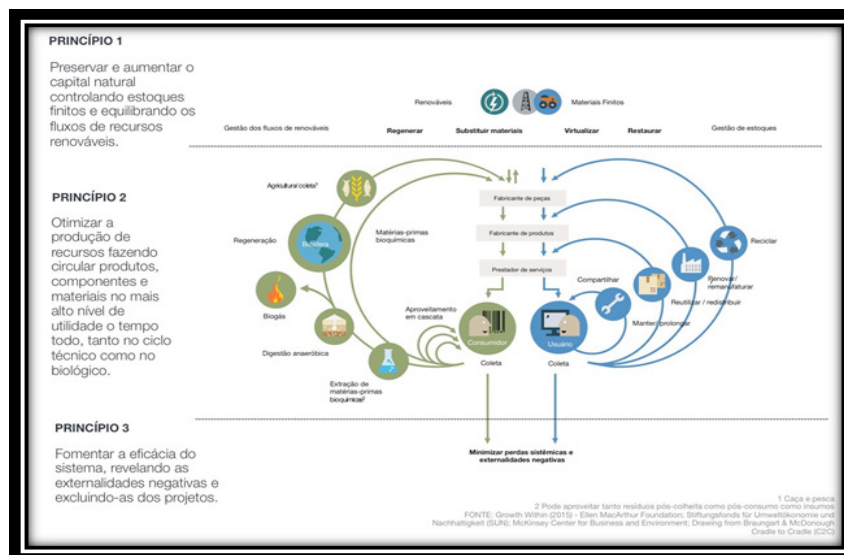 PRINCÍPIO 1
Preservar e aumentar o
capital natural
controlando estoques
finitos e equilibrando os
fluxos de recursos
renováveis.
Renováveis
Materiais Finitos
Gestão dos fluxos de renováveis
Regenerar
Substituir materiais
Virtualizar
Restaurar
Gestão de estoques
PRINCÍPIO 2
Otimizar a
produção de
recursos fazendo
circular produtos,
componentes e
materiais no mais
alto nível de
utilidade o tempo
todo, tanto no ciclo
técnico como no
biológico.
Agricultura/coleta¹
Regeneração
Biosfera
Matérias-primas
bioquímicas
Biogás
Digestão anaeróbica
Extração de
matérias-primas
bioquímicas²
Aproveitamento
em cascata
Fabricante de peças
Fabricante de produtos
Prestador de serviços
Consumidor
Coleta
Usuário
Coleta
Compartilhar
Manter/prolongar
Reutilizar / redistribuir
Renovar/
remanufaturar
Reciclar
PRINCÍPIO 3
Fomentar a eficácia do
sistema, revelando as
externalidades negativas e
excluindo-as dos projetos.
Minimizar perdas sistêmicas e
externalidades negativas
1 Caça e pesca
2 Pode aproveitar tanto resíduos pós-colheita como pós-consumo como insumos
FONTE: Growth Within (2015) - Ellen MacArthur Foundation; Stiftungsfonds für Umweltökonomie und
Nachhaltigkeit (SUN); McKinsey Center for Business and Environment; Drawing from Braungart & McDonough
Cradle to Cradle (C2C)